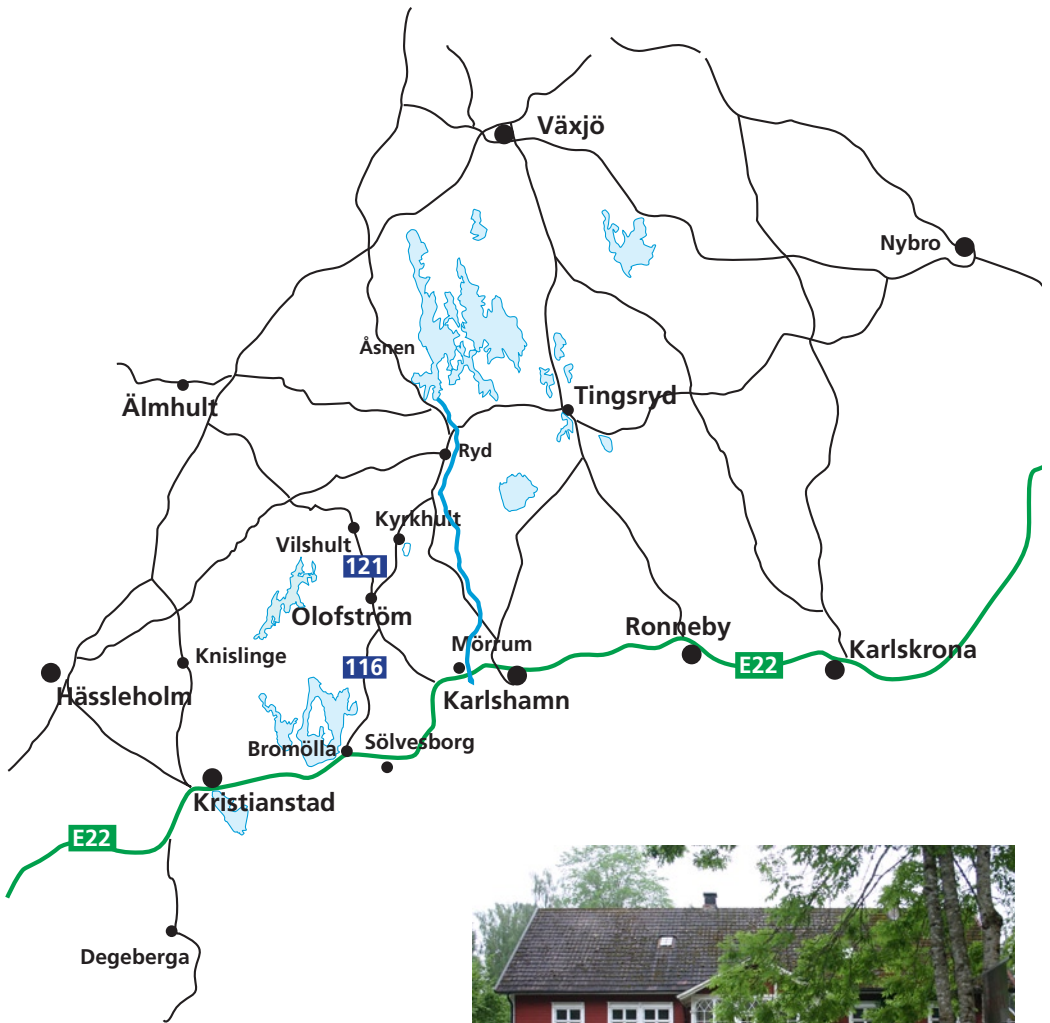 Växjö
Nybro
Åsnen
Älmhult
Tingsryd
Ryd
Kyrkhult
Vilshult
121
Olofström
Mörrum
Ronneby
Karlskrona
Knislinge
116
E22
Hässleholm
Karlshamn
Bromölla
Sölvesborg
Kristianstad
E22
Degeberga